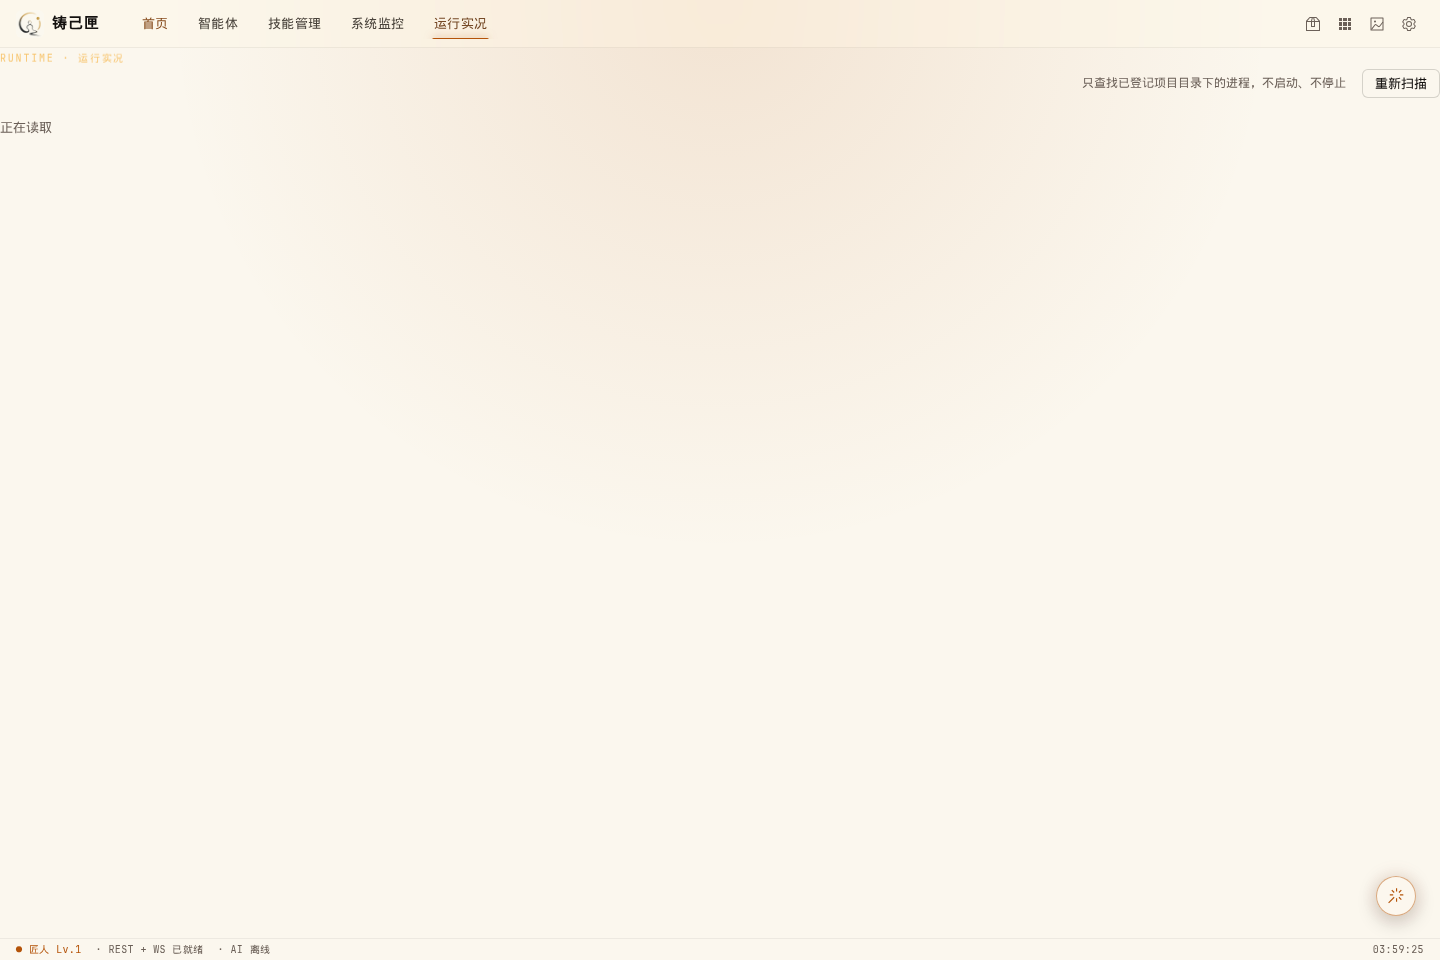 铸己匣 首页 智能体 技能管理 系统监控 运行实况
RUNTIME · 运行实况
只查找已登记项目目录下的进程，不启动、不停止 重新扫描
正在读取
匠人 Lv.1 · REST + WS 已就绪 · AI 离线 03:59:25